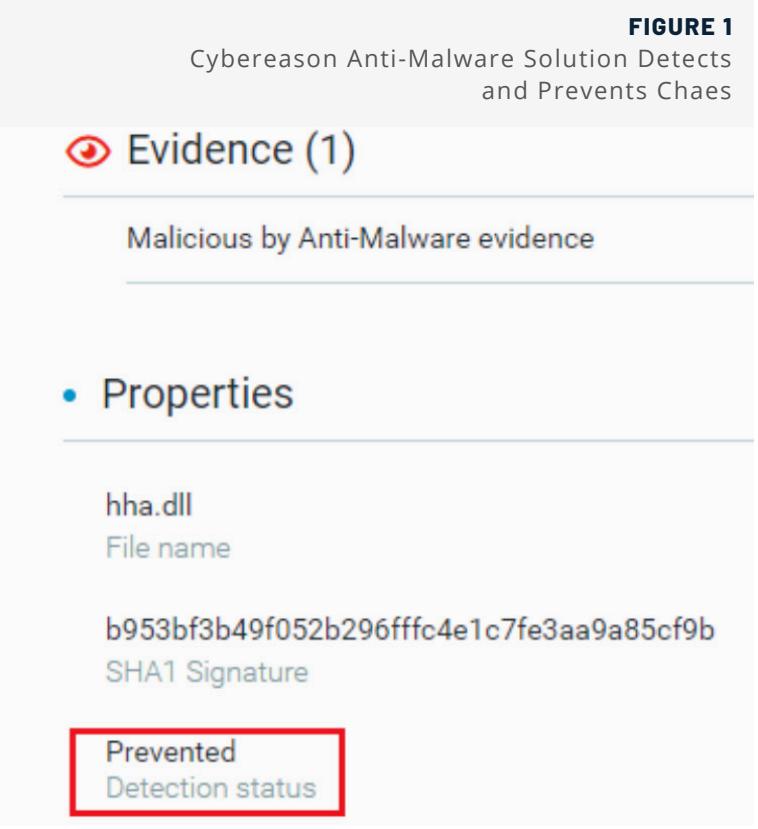 FIGURE 1
Cybereason Anti-Malware Solution Detects
and Prevents Chaes
Evidence (1)
Malicious by Anti-Malware evidence
Properties
hha.dll
File name
b953bf3b49f052b296fffc4e1c7fe3aa9a85cf9b
SHA1 Signature
Prevented
Detection status